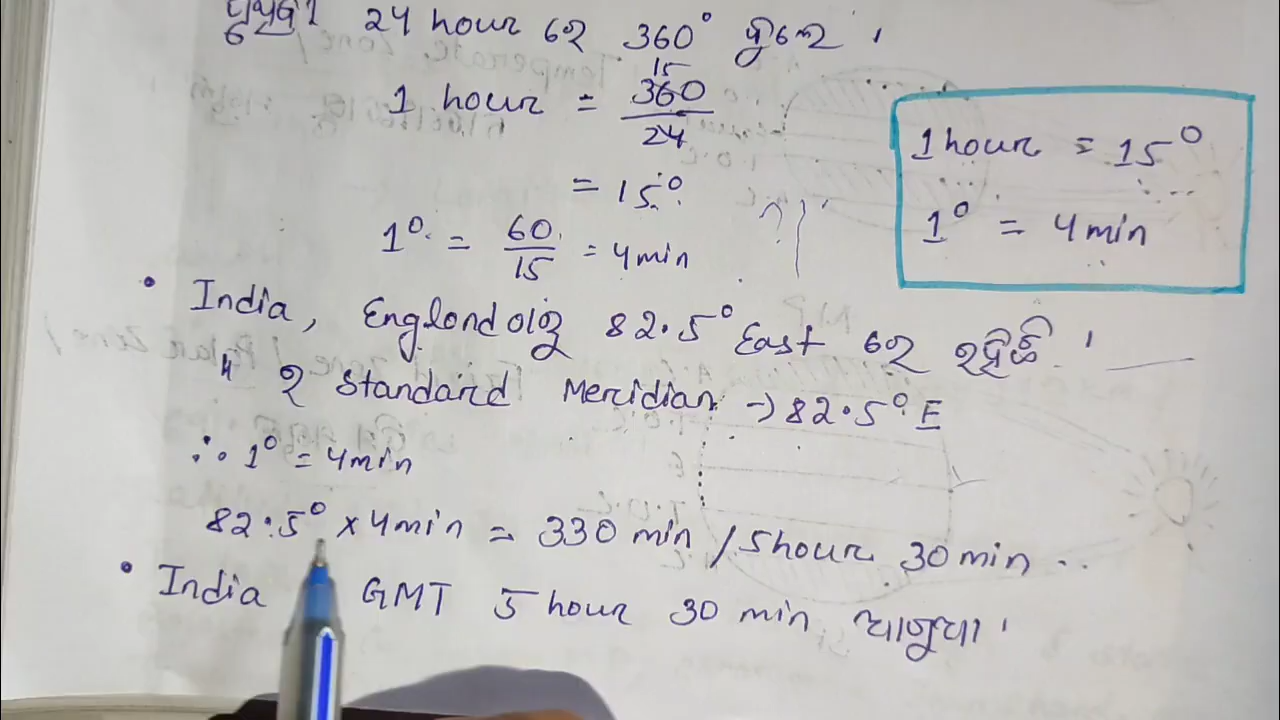 ପୃଥିବୀ 24 hour ରେ 360° ଘୁରେ ।
1 hour = 360/24 15
= 15°
1° = 60/15 = 4min
1 hour = 15°
1° = 4 min
• India, England ଠାରୁ 82.5° East ରେ ରହିଛି ।
" ର Standard Meridian → 82.5° E
∴ 1° = 4min
82.5° x 4min = 330 min / 5hour 30 min ..
• India GMT 5 hour 30 min ଆଗୁଆ ।